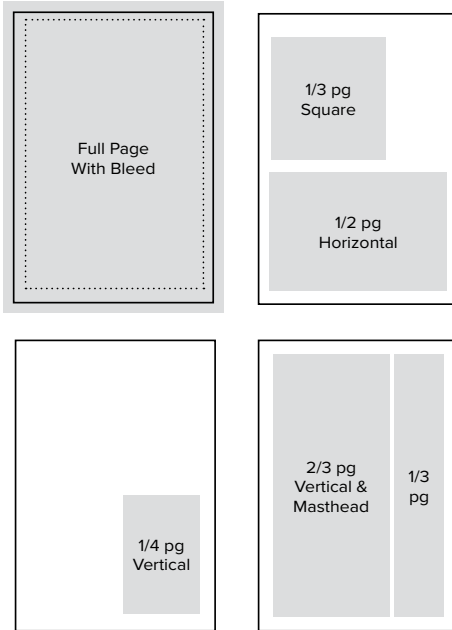 Full Page
With Bleed
1/3 pg
Square
1/2 pg
Horizontal
1/4 pg
Vertical
2/3 pg
Vertical &
Masthead
1/3
pg